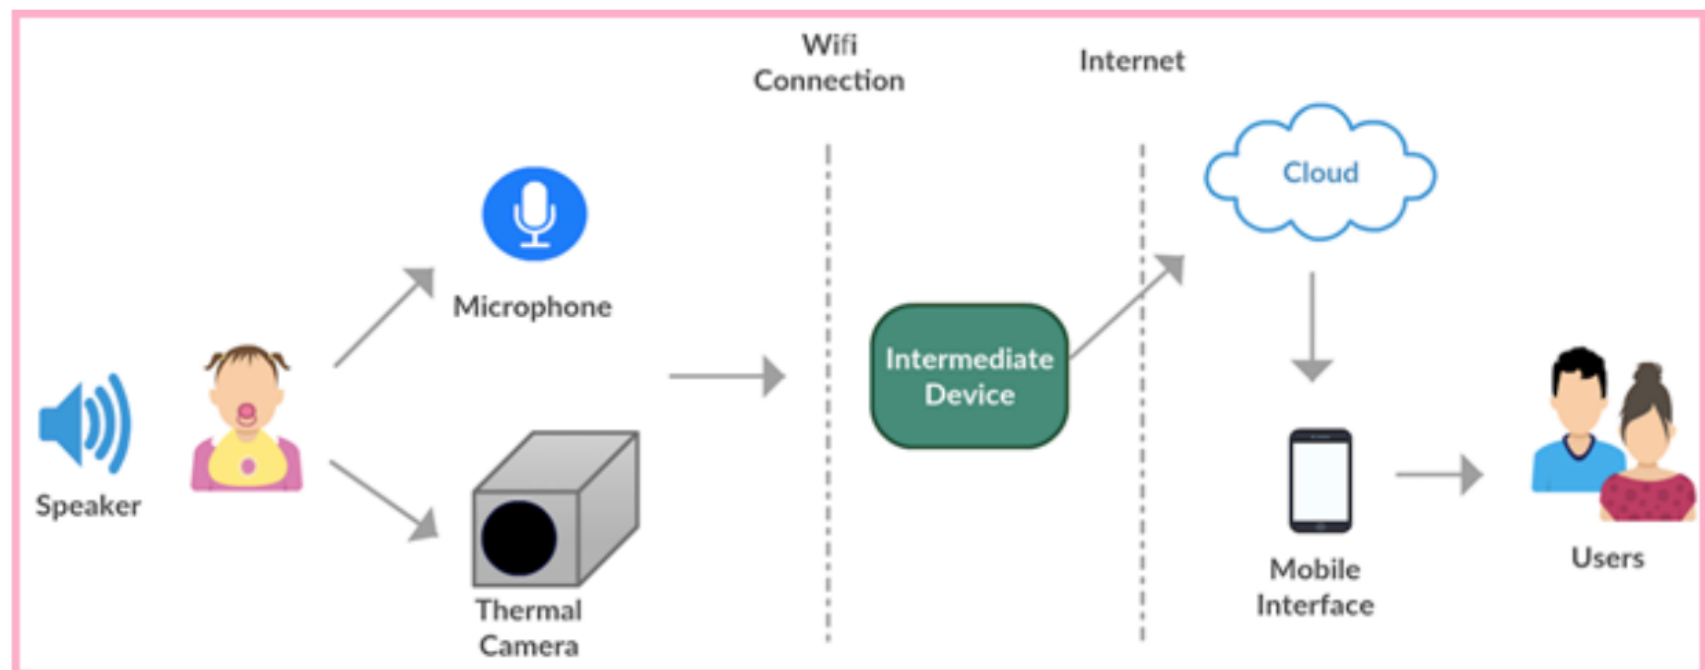 Wifi
Connection
Internet
Cloud
Microphone
Intermediate
Device
Speaker
Thermal
Camera
Mobile
Interface
Users